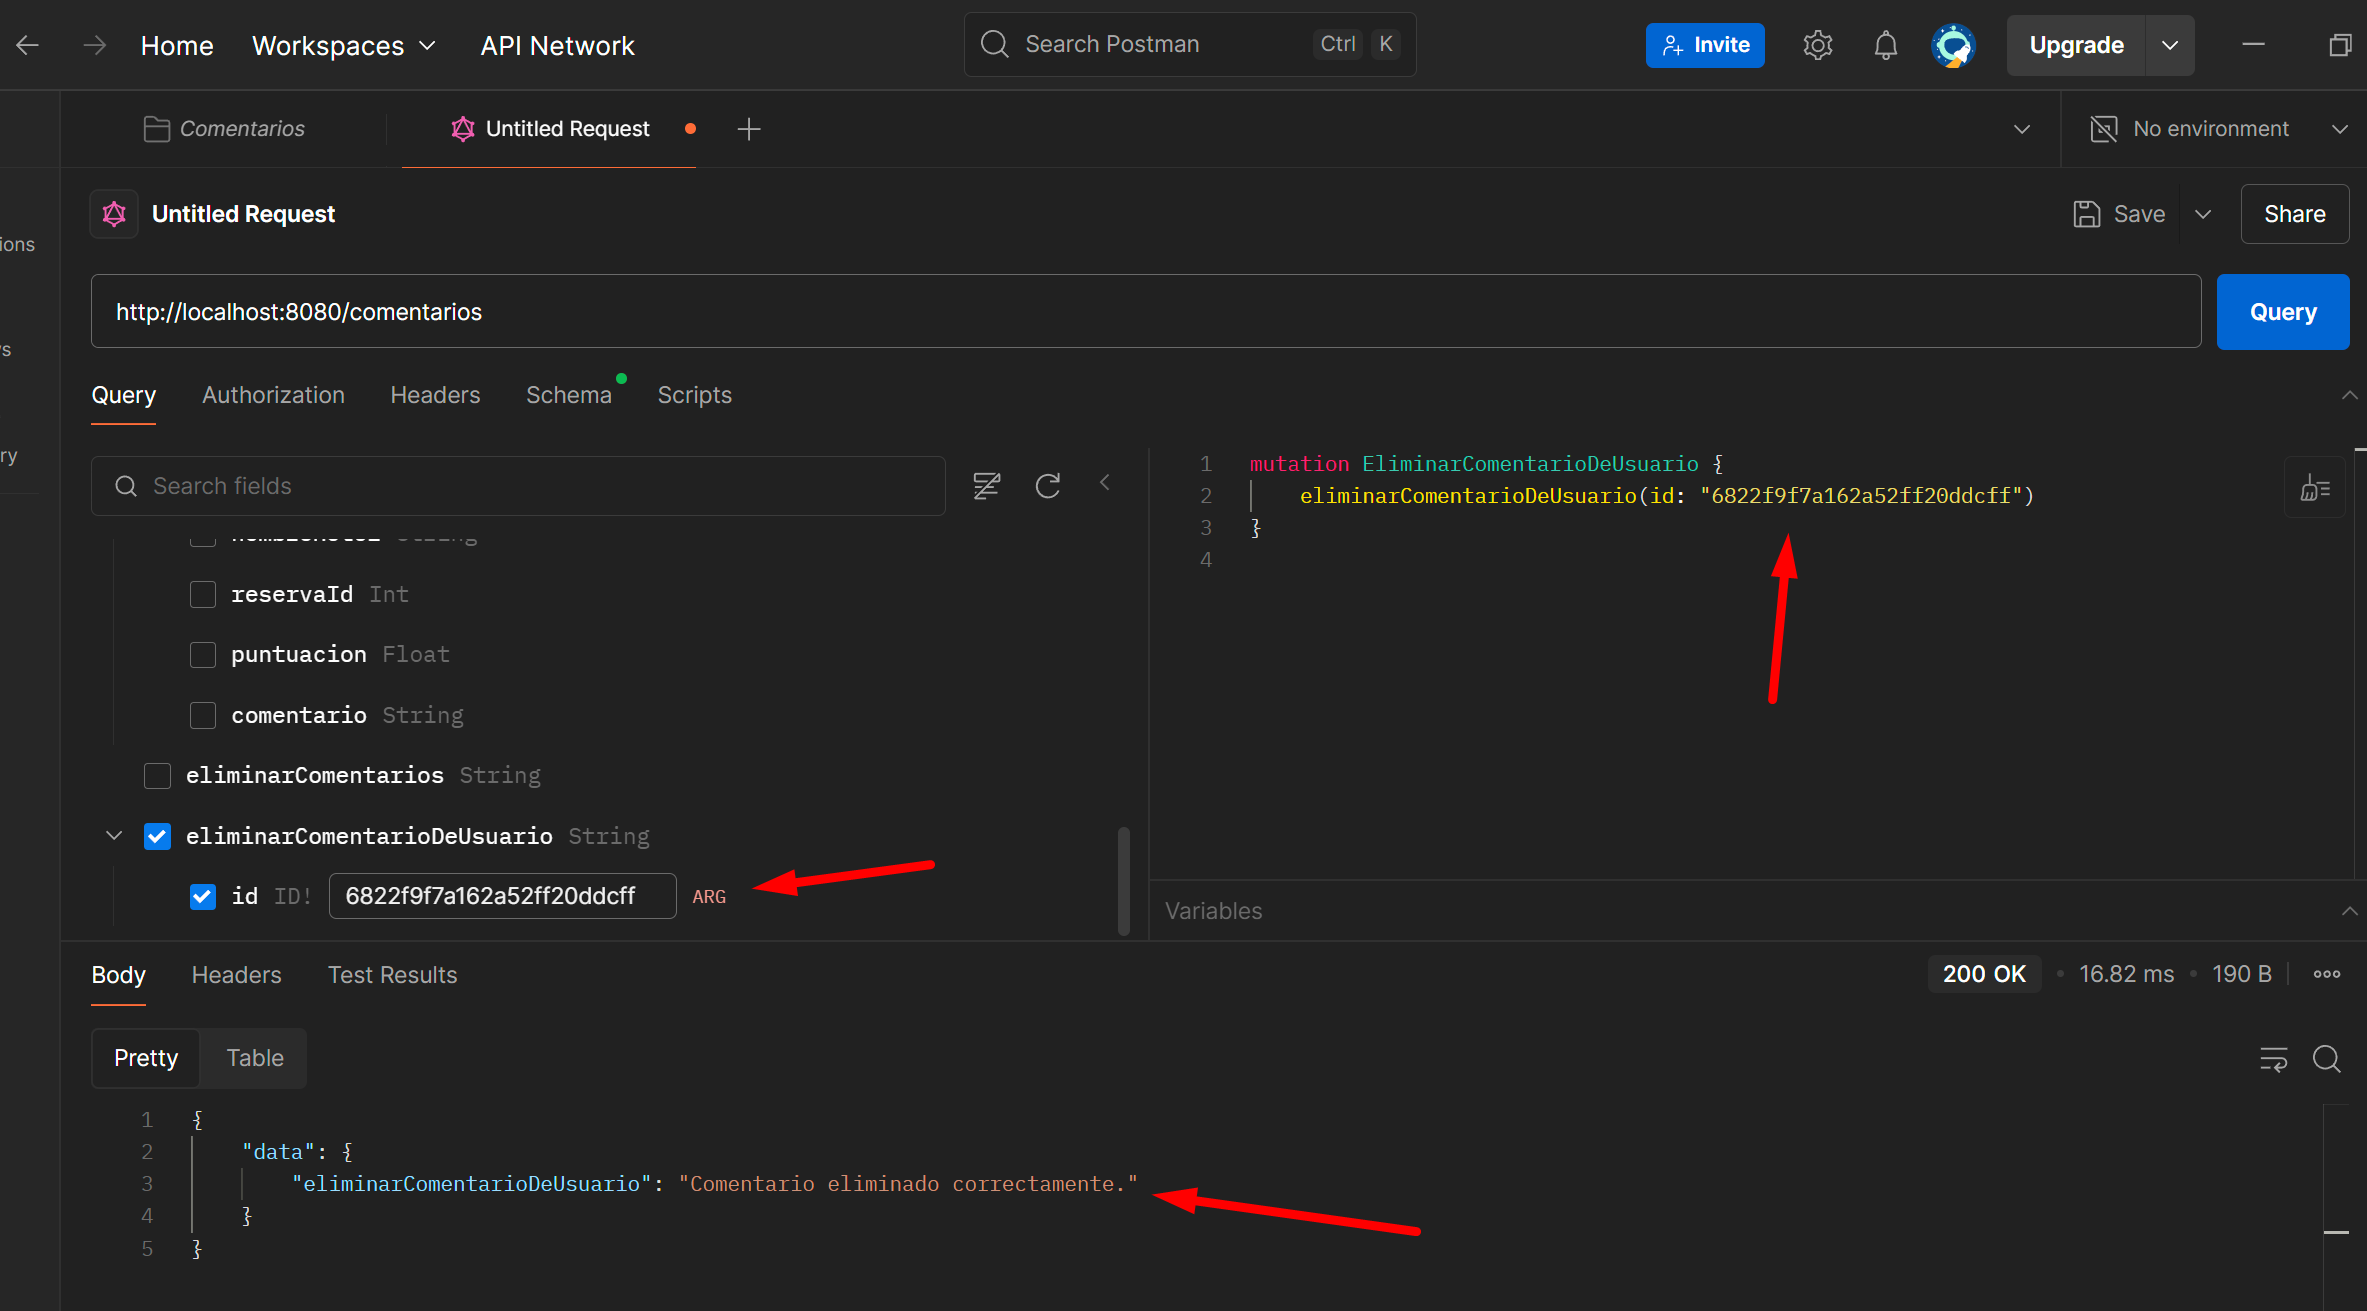 Home Workspaces API Network Search Postman Ctrl K Invite Upgrade
Comentarios Untitled Request No environment
Untitled Request Save Share
ions
http://localhost:8080/comentarios Query
Query Authorization Headers Schema Scripts
Search fields
reservaId Int
puntuacion Float
comentario String
eliminarComentarios String
eliminarComentarioDeUsuario String
id ID! 6822f9f7a162a52ff20ddcff ARG
1 mutation EliminarComentarioDeUsuario {
2 eliminarComentarioDeUsuario(id: "6822f9f7a162a52ff20ddcff")
3 }
4
Variables
Body Headers Test Results 200 OK 16.82 ms 190 B
Pretty Table
1 {
2 "data": {
3 "eliminarComentarioDeUsuario": "Comentario eliminado correctamente."
4 }
5 }